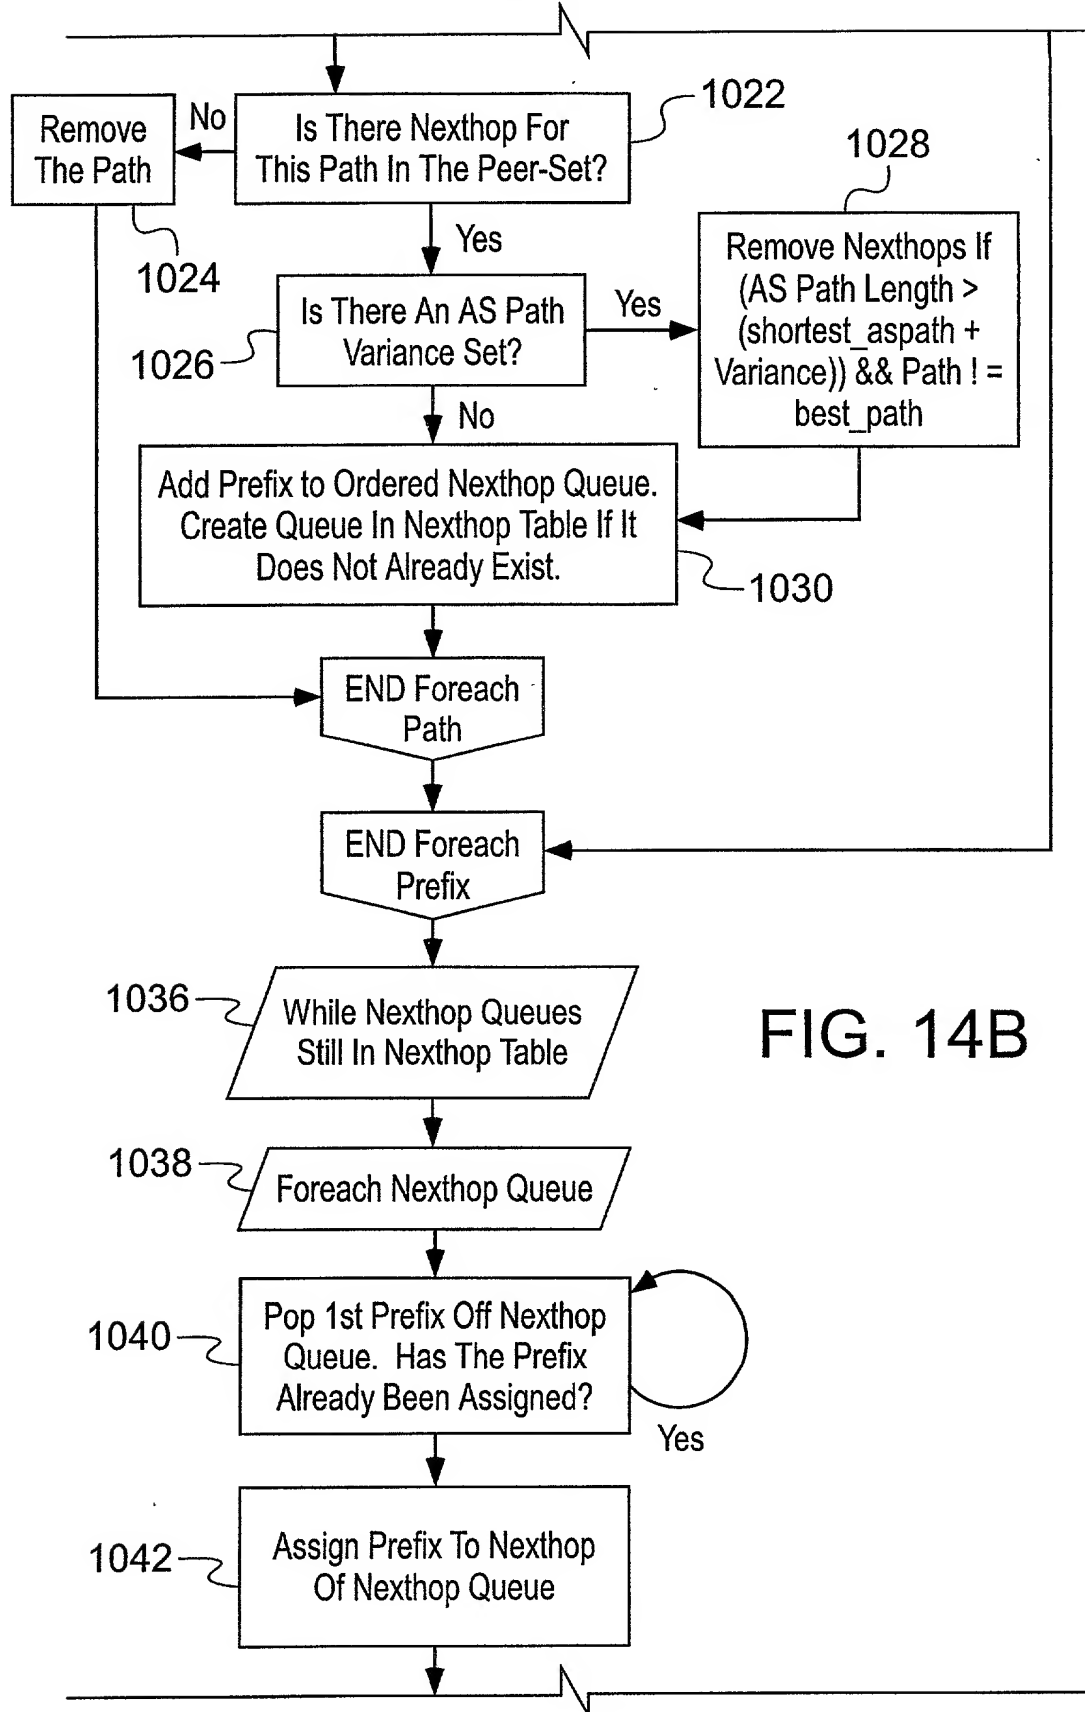 Is There Nexthop For
This Path In The Peer-Set?
1022
No
Remove
The Path
1024
Yes
Is There An AS Path
Variance Set?
1026
Yes
1028
Remove Nexthops If
(AS Path Length >
(shortest_aspath +
Variance)) && Path ! =
best_path
No
Add Prefix to Ordered Nexthop Queue.
Create Queue In Nexthop Table If It
Does Not Already Exist.
1030
END Foreach
Path
END Foreach
Prefix
1036
While Nexthop Queues
Still In Nexthop Table
FIG. 14B
1038
Foreach Nexthop Queue
1040
Pop 1st Prefix Off Nexthop
Queue. Has The Prefix
Already Been Assigned?
Yes
1042
Assign Prefix To Nexthop
Of Nexthop Queue